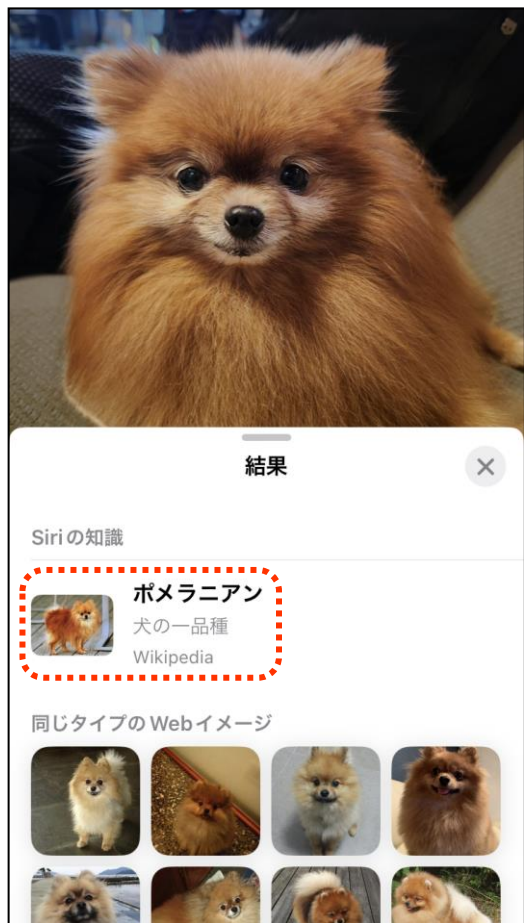 結果
Siriの知識
ポメラニアン
犬の一品種
Wikipedia
同じタイプのWebイメージ